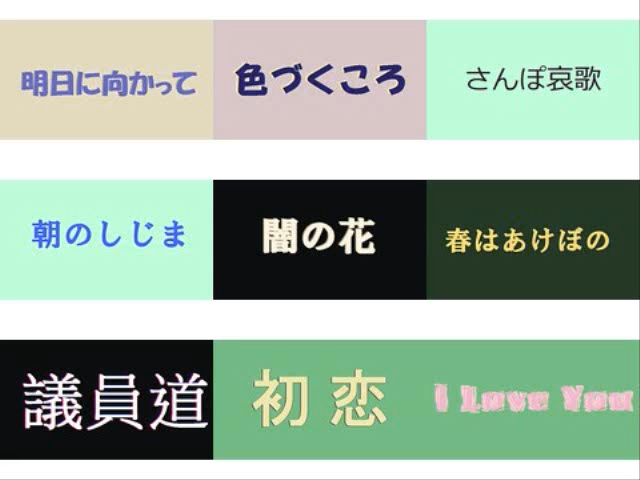 明日に向かって
色づくころ
さんぽ哀歌
朝のしじま
闇の花
春はあけぼの
議員道
初恋
I Love You